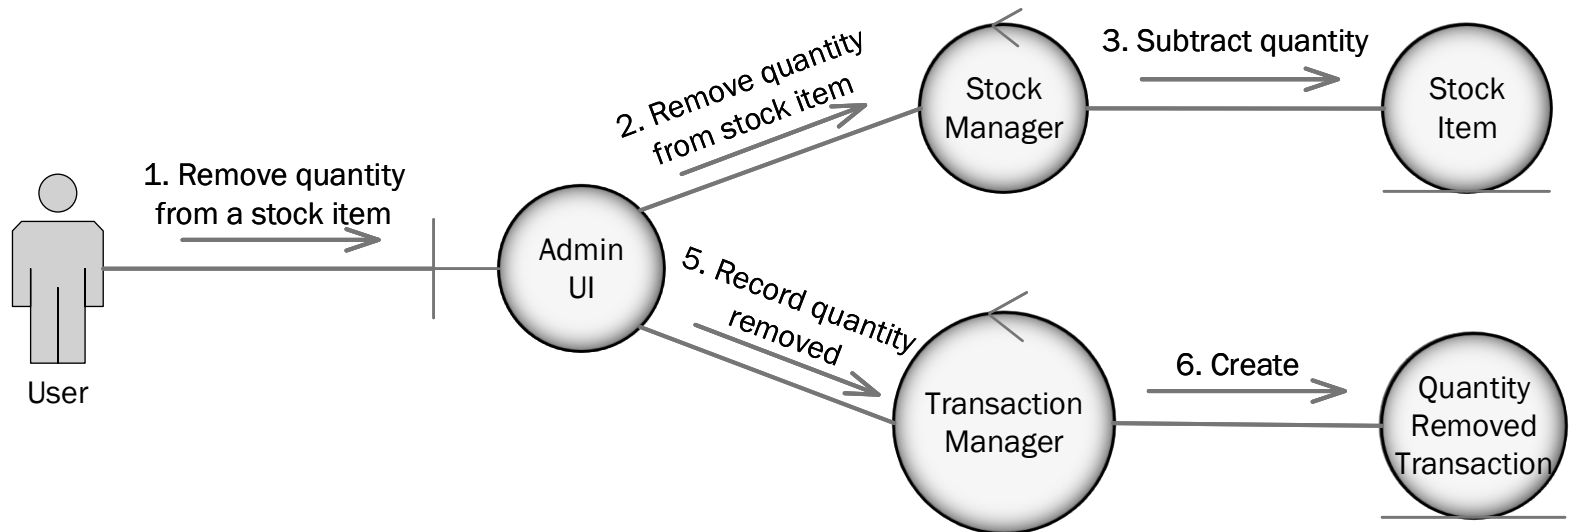 1. Remove quantity
from a stock item
User
Admin
UI
2. Remove quantity
from stock item
Stock
Manager
3. Subtract quantity
Stock
Item
5. Record quantity
removed
Transaction
Manager
6. Create
Quantity
Removed
Transaction